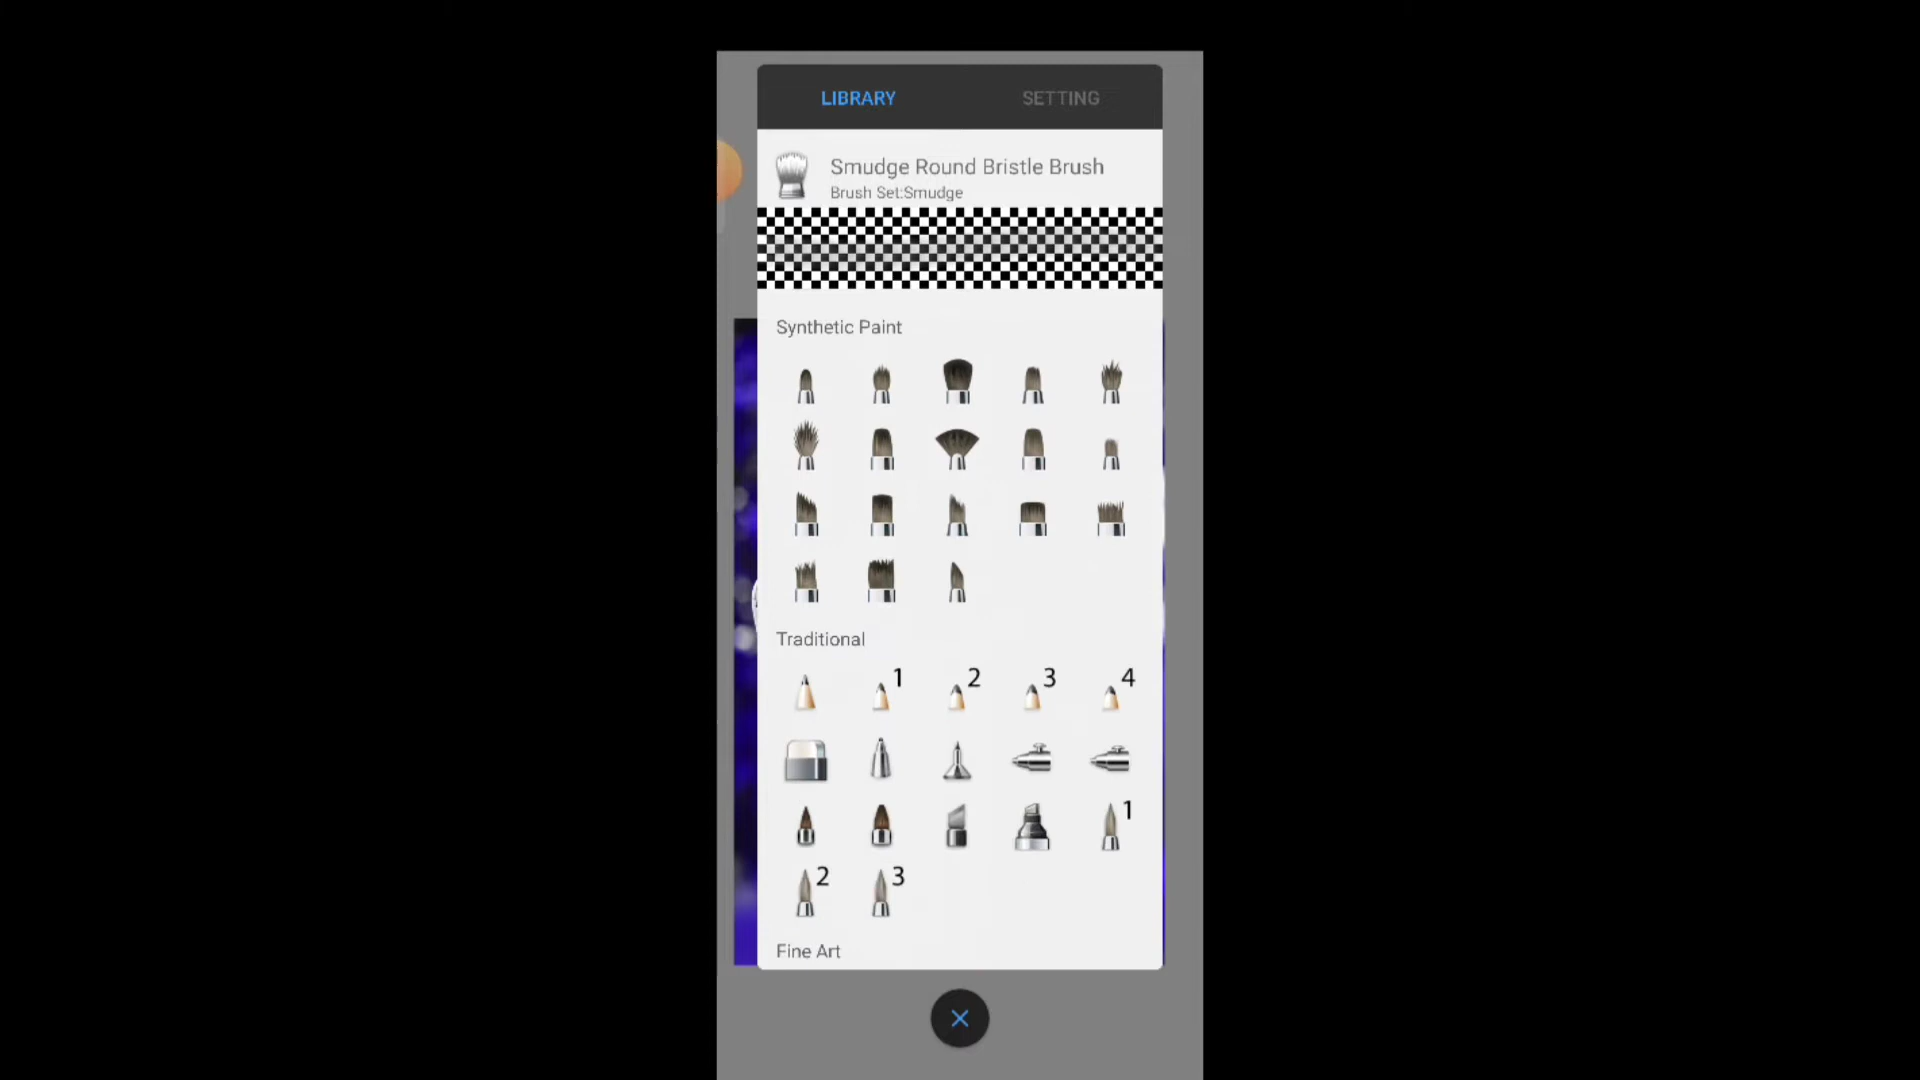 LIBRARY SETTING
Smudge Round Bristle Brush
Brush Set:Smudge
Synthetic Paint
Traditional
1 2 3 4
1
2 3
Fine Art